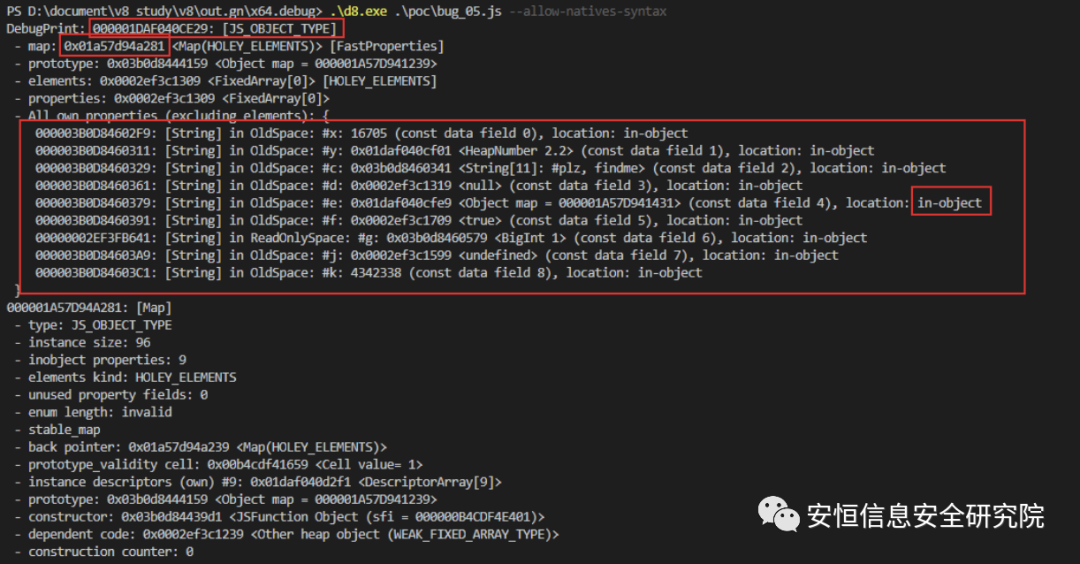 PS D:\document\v8 study\v8\out.gn\x64.debug> .\d8.exe .\poc\bug_05.js --allow-natives-syntax
DebugPrint: 000001DAF040CE29: [JS_OBJECT_TYPE]
- map: 0x01a57d94a281 <Map(HOLEY_ELEMENTS)> [FastProperties]
- prototype: 0x03b0d8444159 <Object map = 000001A57D941239>
- elements: 0x0002ef3c1309 <FixedArray[0]> [HOLEY_ELEMENTS]
- properties: 0x0002ef3c1309 <FixedArray[0]>
- All own properties (excluding elements): {
000003B0D84602F9: [String] in OldSpace: #x: 16705 (const data field 0), location: in-object
000003B0D8460311: [String] in OldSpace: #y: 0x01daf040cf01 <HeapNumber 2.2> (const data field 1), location: in-object
000003B0D8460329: [String] in OldSpace: #c: 0x03b0d8460341 <String[11]: #plz, findme> (const data field 2), location: in-object
000003B0D8460361: [String] in OldSpace: #d: 0x0002ef3c1319 <null> (const data field 3), location: in-object
000003B0D8460379: [String] in OldSpace: #e: 0x01daf040cfe9 <Object map = 000001A57D941431> (const data field 4), location: in-object
000003B0D8460391: [String] in OldSpace: #f: 0x0002ef3c1709 <true> (const data field 5), location: in-object
00000002EF3FB641: [String] in ReadOnlySpace: #g: 0x03b0d8460579 <BigInt 1> (const data field 6), location: in-object
000003B0D84603A9: [String] in OldSpace: #j: 0x0002ef3c1599 <undefined> (const data field 7), location: in-object
000003B0D84603C1: [String] in OldSpace: #k: 4342338 (const data field 8), location: in-object
}
000001A57D94A281: [Map]
- type: JS_OBJECT_TYPE
- instance size: 96
- inobject properties: 9
- elements kind: HOLEY_ELEMENTS
- unused property fields: 0
- enum length: invalid
- stable_map
- back pointer: 0x01a57d94a239 <Map(HOLEY_ELEMENTS)>
- prototype_validity cell: 0x00b4cdf41659 <Cell value= 1>
- instance descriptors (own) #9: 0x01daf040d2f1 <DescriptorArray[9]>
- prototype: 0x03b0d8444159 <Object map = 000001A57D941239>
- constructor: 0x03b0d84439d1 <JSFunction Object (sfi = 000000B4CDF4E401)>
- dependent code: 0x0002ef3c1239 <Other heap object (WEAK_FIXED_ARRAY_TYPE)>
- construction counter: 0
安恒信息安全研究院